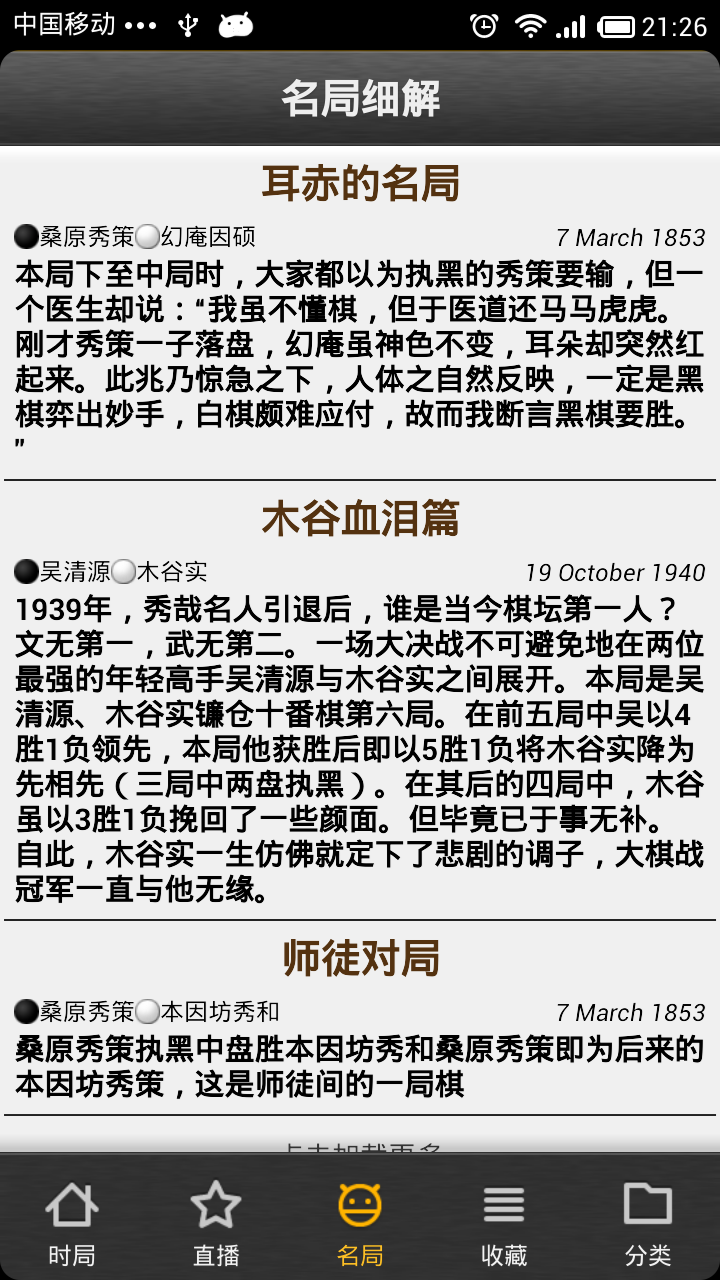 中国移动 ••• 21:26
名局细解
耳赤的名局
桑原秀策 幻庵因硕 7 March 1853
本局下至中局时，大家都以为执黑的秀策要输，但一
个医生却说：“我虽不懂棋，但于医道还马马虎虎。
刚才秀策一子落盘，幻庵虽神色不变，耳朵却突然红
起来。此兆乃惊急之下，人体之自然反映，一定是黑
棋弈出妙手，白棋颇难应付，故而我断言黑棋要胜。
”
木谷血泪篇
吴清源 木谷实 19 October 1940
1939年，秀哉名人引退后，谁是当今棋坛第一人？
文无第一，武无第二。一场大决战不可避免地在两位
最强的年轻高手吴清源与木谷实之间展开。本局是吴
清源、木谷实镰仓十番棋第六局。在前五局中吴以4
胜1负领先，本局他获胜后即以5胜1负将木谷实降为
先相先（三局中两盘执黑）。在其后的四局中，木谷
虽以3胜1负挽回了一些颜面。但毕竟已于事无补。
自此，木谷实一生仿佛就定下了悲剧的调子，大棋战
冠军一直与他无缘。
师徒对局
桑原秀策 本因坊秀和 7 March 1853
桑原秀策执黑中盘胜本因坊秀和桑原秀策即为后来的
本因坊秀策，这是师徒间的一局棋
点击加载更多
时局 直播 名局 收藏 分类